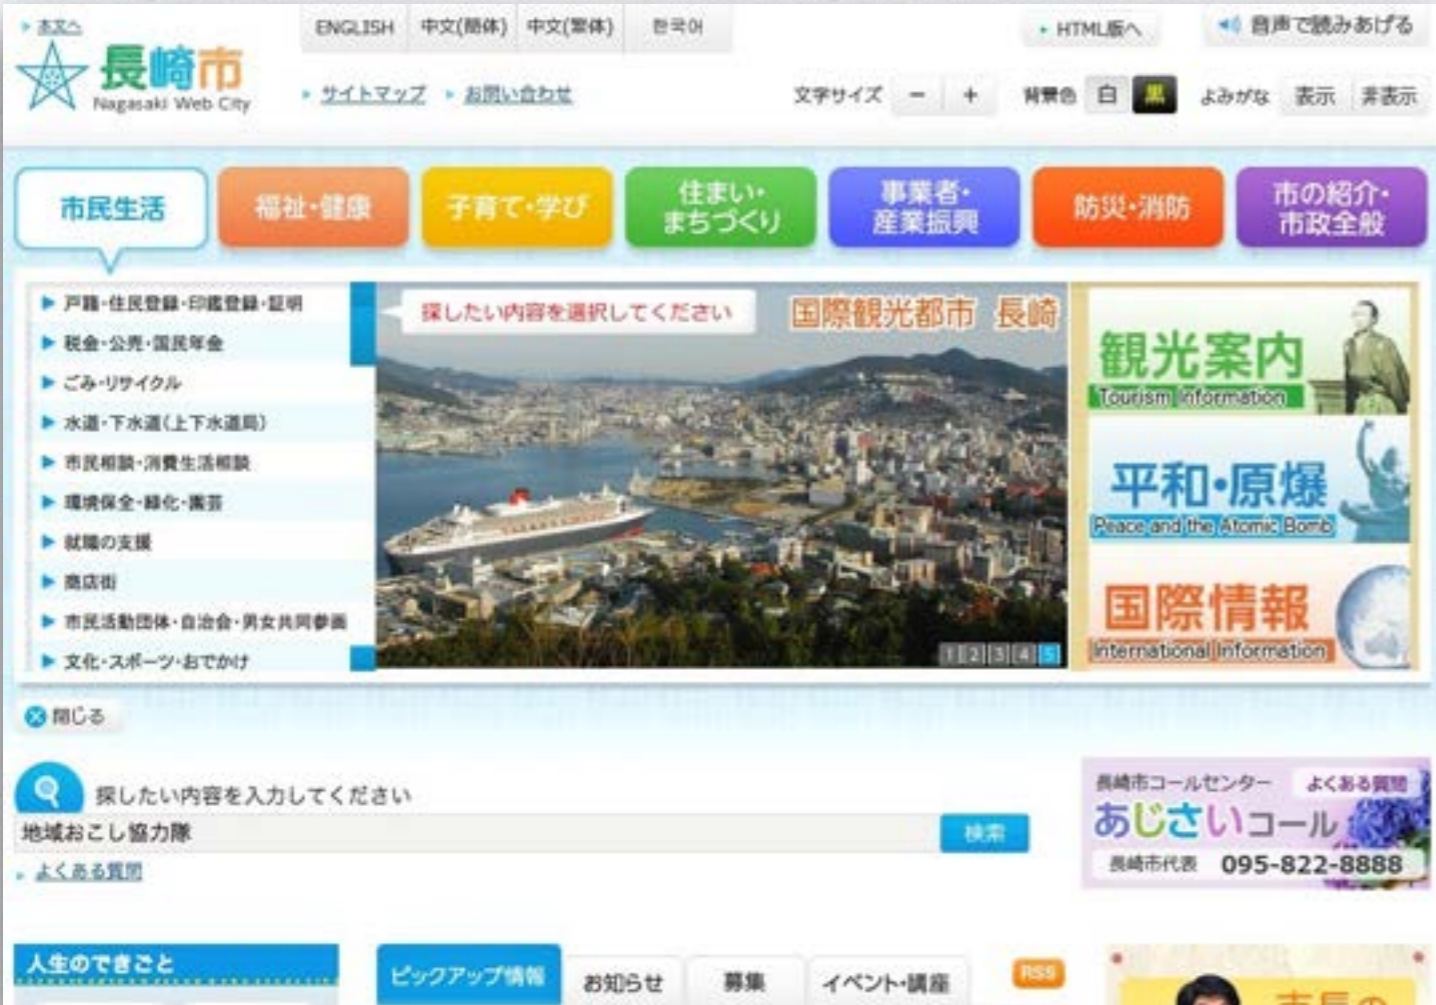 本文へ
ENGLISH
中文(簡体)
中文(繁体)
한국어
HTML版へ
音声で読みあげる
長崎市
Nagasaki Web City
サイトマップ
お問い合わせ
文字サイズ
－
＋
背景色
白
黒
よみがな
表示
非表示
市民生活
福祉・健康
子育て・学び
住まい・
まちづくり
事業者・
産業振興
防災・消防
市の紹介・
市政全般
戸籍・住民登録・印鑑登録・証明
税金・公売・国民年金
ごみ・リサイクル
水道・下水道(上下水道局)
市民相談・消費生活相談
環境保全・緑化・園芸
就職の支援
商店街
市民活動団体・自治会・男女共同参画
文化・スポーツ・おでかけ
探したい内容を選択してください
国際観光都市 長崎
1 2 3 4 5
観光案内
Tourism Information
平和・原爆
Peace and the Atomic Bomb
国際情報
International Information
閉じる
探したい内容を入力してください
地域おこし協力隊
検索
よくある質問
長崎市コールセンター
よくある質問
あじさいコール
長崎市代表 095-822-8888
人生のできごと
ピックアップ情報
お知らせ
募集
イベント・講座
RSS
市長の